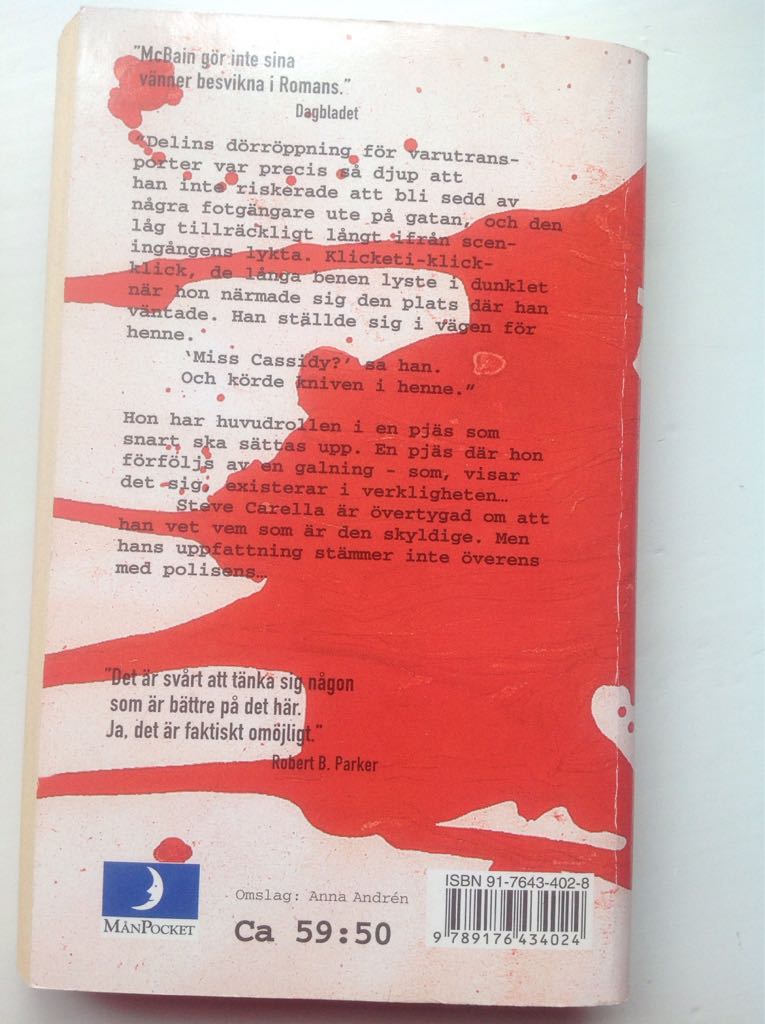 "McBain gör inte sina
vänner besvikna i Romans."
Dagbladet
"Delins dörröppning för varutrans-
porter var precis så djup att
han inte riskerade att bli sedd av
några fotgängare ute på gatan, och den
låg tillräckligt långt ifrån scen-
ingångens lykta. Klicketi-klick-
klick, de långa benen lyste i dunklet
när hon närmade sig den plats där han
väntade. Han ställde sig i vägen för
henne.
'Miss Cassidy?' sa han.
Och körde kniven i henne."
Hon har huvudrollen i en pjäs som
snart ska sättas upp. En pjäs där hon
förföljs av en galning – som, visar
det sig, existerar i verkligheten…
Steve Carella är övertygad om att
han vet vem som är den skyldige. Men
hans uppfattning stämmer inte överens
med polisens…
"Det är svårt att tänka sig någon
som är bättre på det här.
Ja, det är faktiskt omöjligt."
Robert B. Parker
MÅNPOCKET
Omslag: Anna Andrén
Ca 59:50
ISBN 91-7643-402-8
9 789176 434024